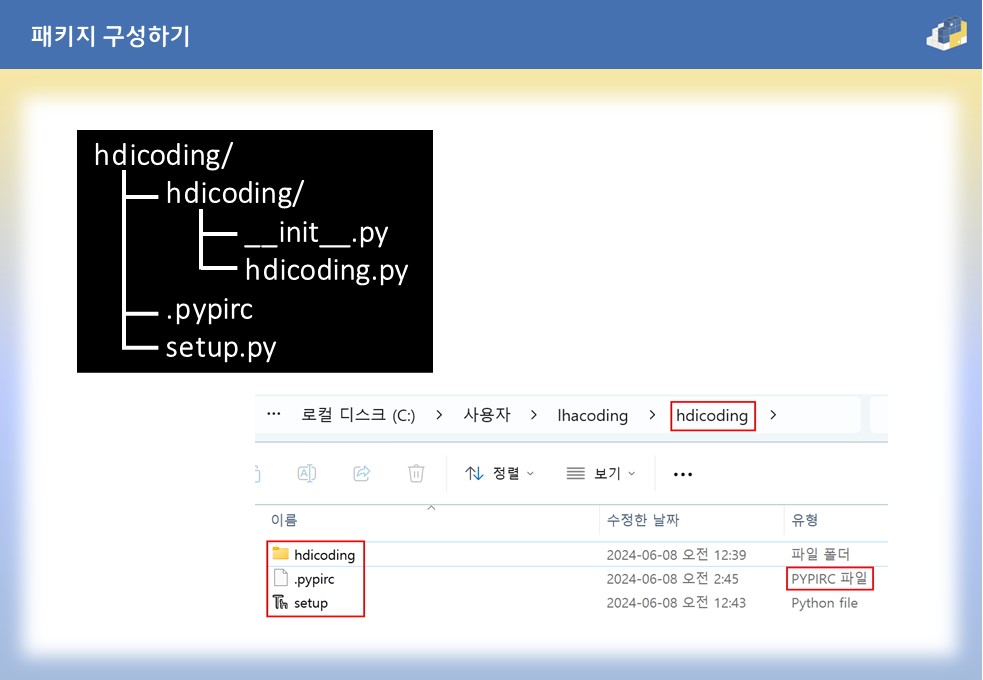 패키지 구성하기
hdicoding/
hdicoding/
__init__.py
hdicoding.py
.pypirc
setup.py
··· 로컬 디스크 (C:) > 사용자 > lhacoding > hdicoding >
정렬 보기 ···
이름 수정한 날짜 유형
hdicoding 2024-06-08 오전 12:39 파일 폴더
.pypirc 2024-06-08 오전 2:45 PYPIRC 파일
setup 2024-06-08 오전 12:43 Python file